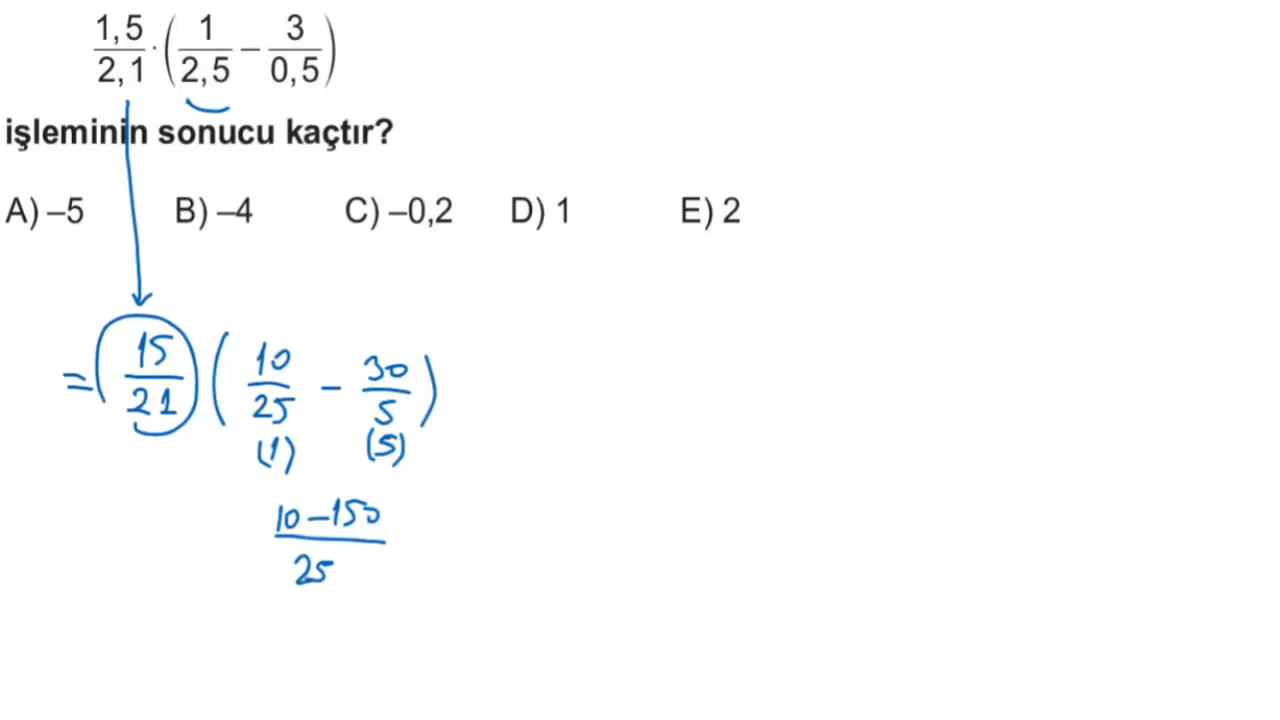 1,5/2,1 · (1/2,5 − 3/0,5)
işleminin sonucu kaçtır?
A) –5 B) –4 C) –0,2 D) 1 E) 2
= (15/21) (10/25 − 30/5)
(1) (5)
10 − 150
25